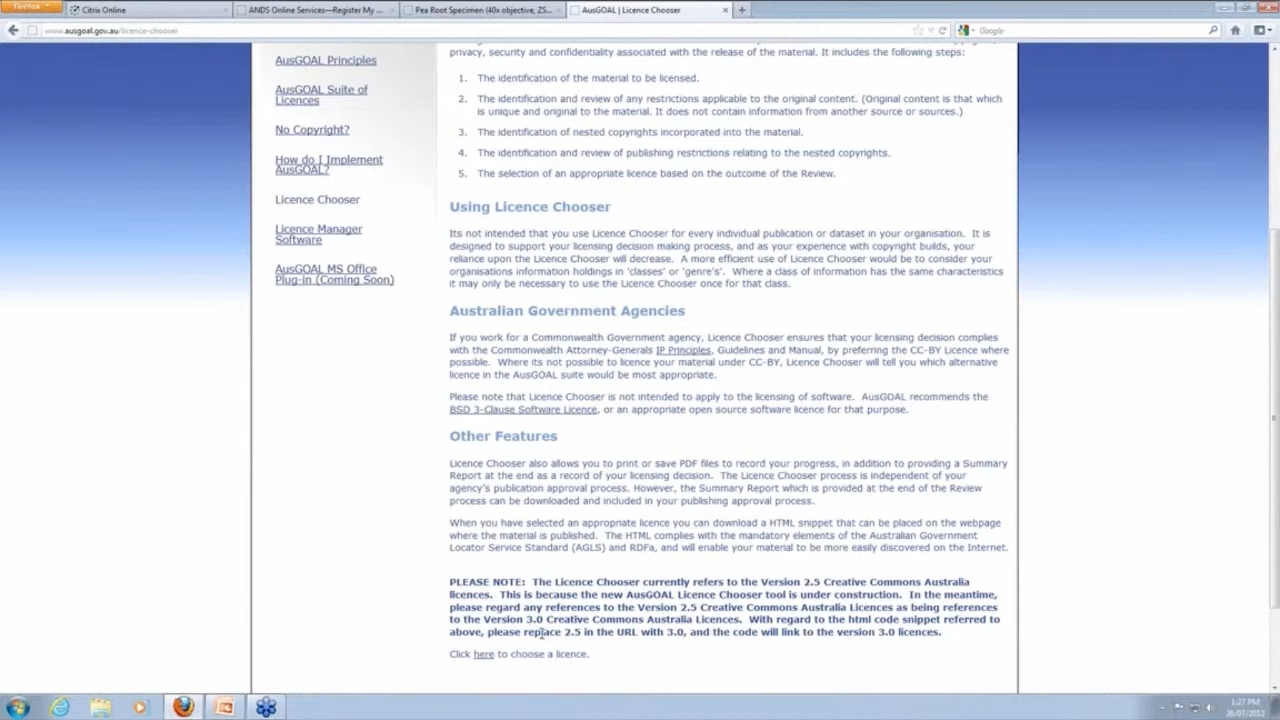 Firefox
Citrix Online
ANDS Online Services—Register My ...
Pea Root Specimen (40x objective, ZS...
AusGOAL | Licence Chooser
www.ausgoal.gov.au/licence-chooser
Google
privacy, security and confidentiality associated with the release of the material. It includes the following steps:
AusGOAL Principles
AusGOAL Suite of
Licences
No Copyright?
How do I Implement
AusGOAL?
Licence Chooser
Licence Manager
Software
AusGOAL MS Office
Plug-in (Coming Soon)
1. The identification of the material to be licensed.
2. The identification and review of any restrictions applicable to the original content. (Original content is that which
is unique and original to the material. It does not contain information from another source or sources.)
3. The identification of nested copyrights incorporated into the material.
4. The identification and review of publishing restrictions relating to the nested copyrights.
5. The selection of an appropriate licence based on the outcome of the Review.
Using Licence Chooser
Its not intended that you use Licence Chooser for every individual publication or dataset in your organisation. It is
designed to support your licensing decision making process, and as your experience with copyright builds, your
reliance upon the Licence Chooser will decrease. A more efficient use of Licence Chooser would be to consider your
organisations information holdings in 'classes' or 'genre's'. Where a class of information has the same characteristics
it may only be necessary to use the Licence Chooser once for that class.
Australian Government Agencies
If you work for a Commonwealth Government agency, Licence Chooser ensures that your licensing decision complies
with the Commonwealth Attorney-Generals IP Principles, Guidelines and Manual, by preferring the CC-BY Licence where
possible. Where its not possible to licence your material under CC-BY, Licence Chooser will tell you which alternative
licence in the AusGOAL suite would be most appropriate.
Please note that Licence Chooser is not intended to apply to the licensing of software. AusGOAL recommends the
BSD 3-Clause Software Licence, or an appropriate open source software licence for that purpose.
Other Features
Licence Chooser also allows you to print or save PDF files to record your progress, in addition to providing a Summary
Report at the end as a record of your licensing decision. The Licence Chooser process is independent of your
agency's publication approval process. However, the Summary Report which is provided at the end of the Review
process can be downloaded and included in your publishing approval process.
When you have selected an appropriate licence you can download a HTML snippet that can be placed on the webpage
where the material is published. The HTML complies with the mandatory elements of the Australian Government
Locator Service Standard (AGLS) and RDFa, and will enable your material to be more easily discovered on the Internet.
PLEASE NOTE: The Licence Chooser currently refers to the Version 2.5 Creative Commons Australia
licences. This is because the new AusGOAL Licence Chooser tool is under construction. In the meantime,
please regard any references to the Version 2.5 Creative Commons Australia Licences as being references
to the Version 3.0 Creative Commons Australia Licences. With regard to the html code snippet referred to
above, please replace 2.5 in the URL with 3.0, and the code will link to the version 3.0 licences.
Click here to choose a licence.
1:27 PM
26/07/2012